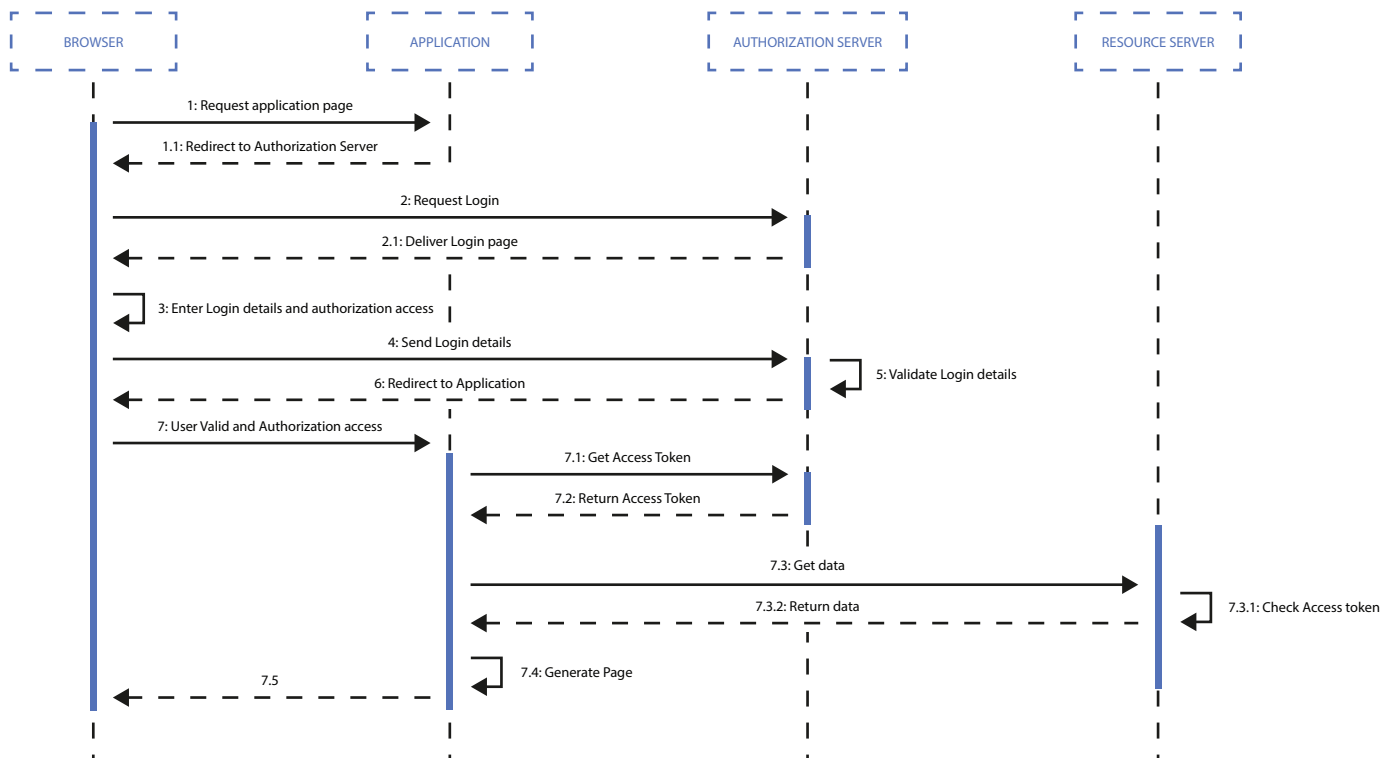 BROWSER
APPLICATION
AUTHORIZATION SERVER
RESOURCE SERVER
1: Request application page
1.1: Redirect to Authorization Server
2: Request Login
2.1: Deliver Login page
3: Enter Login details and authorization access
4: Send Login details
5: Validate Login details
6: Redirect to Application
7: User Valid and Authorization access
7.1: Get Access Token
7.2: Return Access Token
7.3: Get data
7.3.2: Return data
7.3.1: Check Access token
7.4: Generate Page
7.5